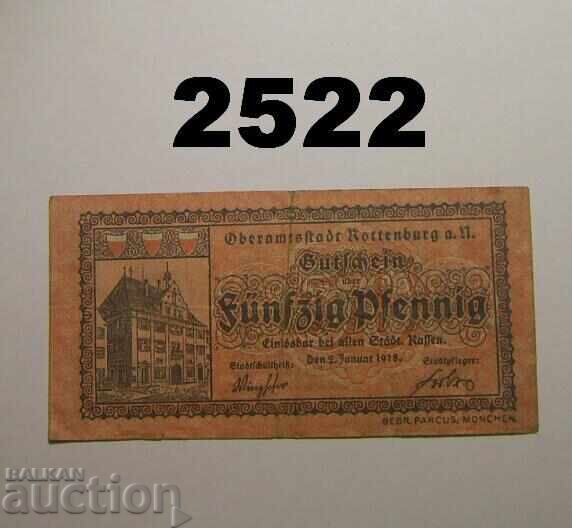 2522
Oberamtsstadt Rottenburg a.N.
Gutschein
über
Fünfzig Pfennig
Einlösbar bei allen Städt. Kassen.
Den 2. Januar 1918.
Stadtschultheiß: Stadtpfleger:
GEBR. PARCUS, MÜNCHEN.
BALKAN
auction